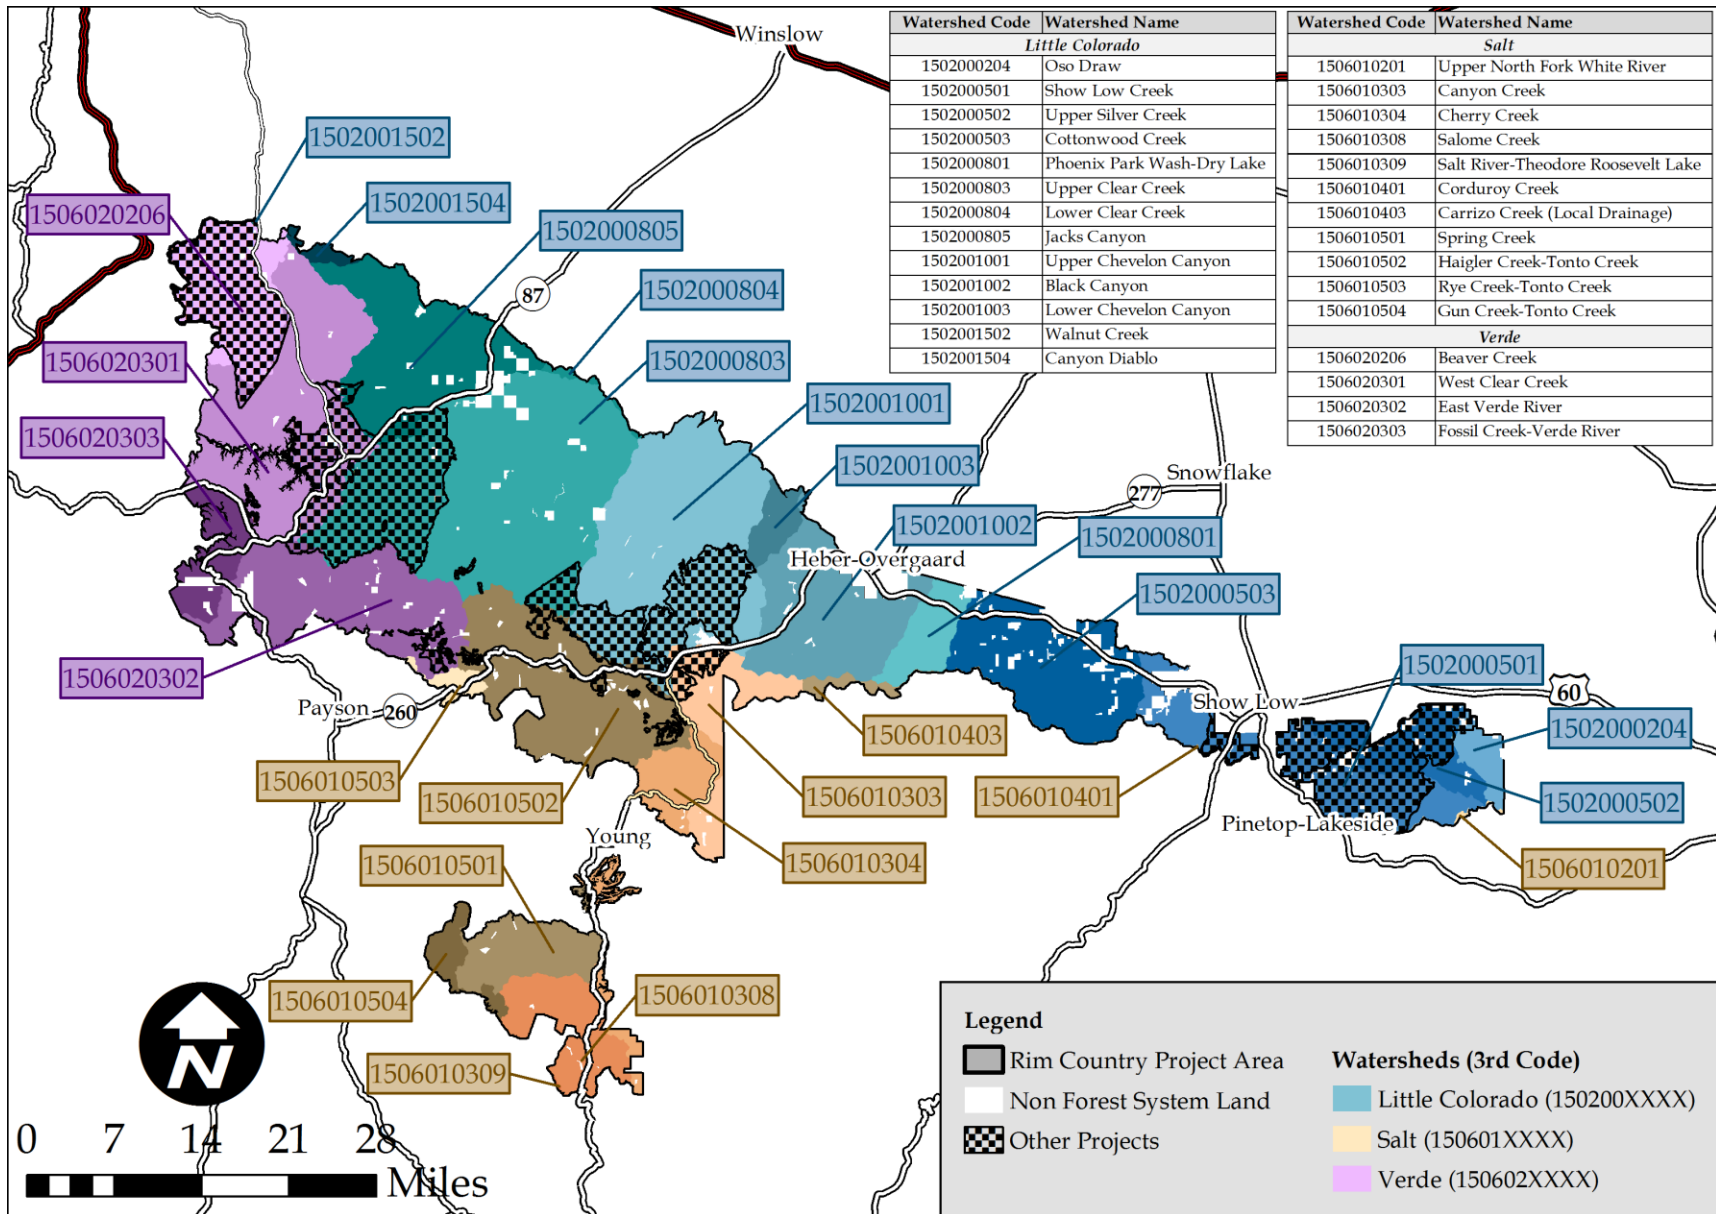 Winslow
Watershed Code Watershed Name
Little Colorado
1502000204 Oso Draw
1502000501 Show Low Creek
1502000502 Upper Silver Creek
1502000503 Cottonwood Creek
1502000801 Phoenix Park Wash-Dry Lake
1502000803 Upper Clear Creek
1502000804 Lower Clear Creek
1502000805 Jacks Canyon
1502001001 Upper Chevelon Canyon
1502001002 Black Canyon
1502001003 Lower Chevelon Canyon
1502001502 Walnut Creek
1502001504 Canyon Diablo
Watershed Code Watershed Name
Salt
1506010201 Upper North Fork White River
1506010303 Canyon Creek
1506010304 Cherry Creek
1506010308 Salome Creek
1506010309 Salt River-Theodore Roosevelt Lake
1506010401 Corduroy Creek
1506010403 Carrizo Creek (Local Drainage)
1506010501 Spring Creek
1506010502 Haigler Creek-Tonto Creek
1506010503 Rye Creek-Tonto Creek
1506010504 Gun Creek-Tonto Creek
Verde
1506020206 Beaver Creek
1506020301 West Clear Creek
1506020302 East Verde River
1506020303 Fossil Creek-Verde River
1502001502
1502001504
1506020206
1502000805
1502000804
87
1506020301
1502000803
1502001001
1506020303
1502001003
Snowflake
277
1502001002
1502000801
Heber-Overgaard
1502000503
1506020302
1502000501
Payson
260
Show Low
60
1506010403
1502000204
1506010503
1506010502
1506010303
1506010401
1502000502
Pinetop-Lakeside
Young
1506010501
1506010304
1506010201
1506010504
1506010308
1506010309
N
0 7 14 21 28
Miles
Legend
Rim Country Project Area
Non Forest System Land
Other Projects
Watersheds (3rd Code)
Little Colorado (150200XXXX)
Salt (150601XXXX)
Verde (150602XXXX)